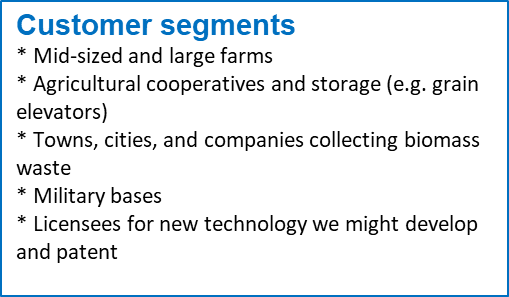 Customer segments
* Mid-sized and large farms
* Agricultural cooperatives and storage (e.g. grain
elevators)
* Towns, cities, and companies collecting biomass
waste
* Military bases
* Licensees for new technology we might develop
and patent